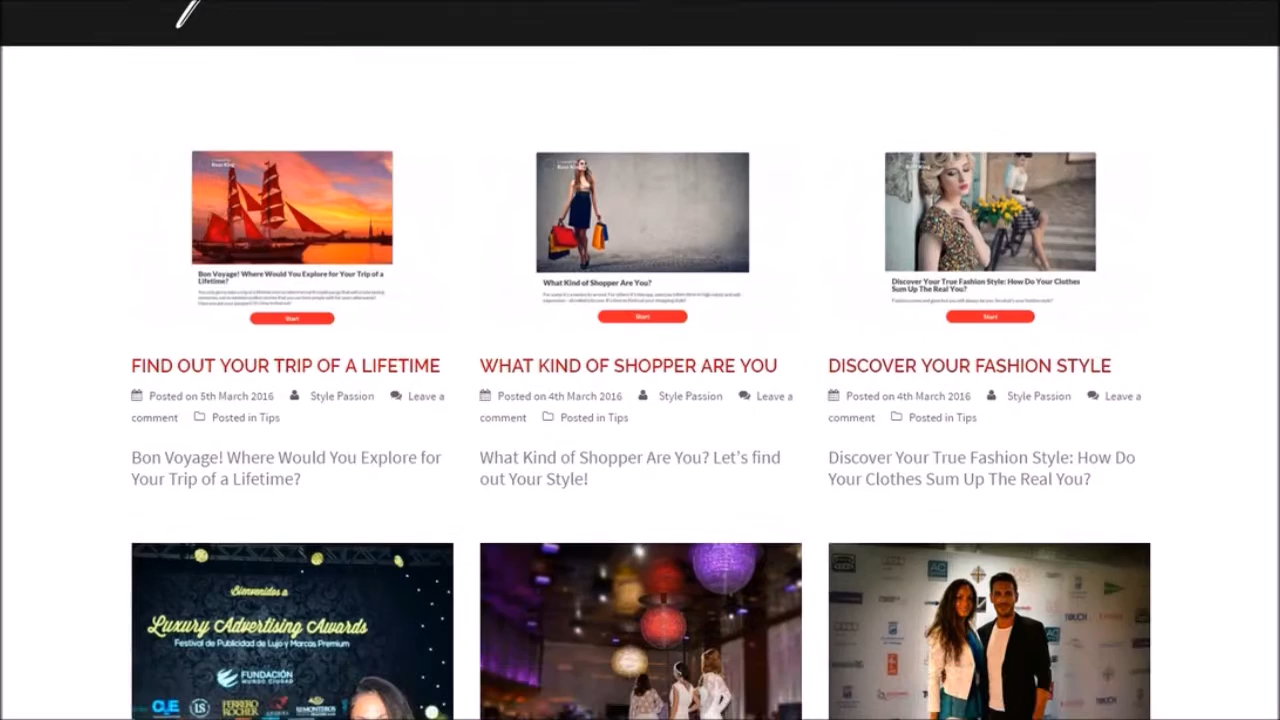 Bon Voyage! Where Would You Explore for Your Trip of a
Lifetime?
Start
What Kind of Shopper Are You?
Start
Discover Your True Fashion Style: How Do Your Clothes
Sum Up The Real You?
Start
FIND OUT YOUR TRIP OF A LIFETIME
Posted on 5th March 2016 Style Passion Leave a
comment Posted in Tips
Bon Voyage! Where Would You Explore for
Your Trip of a Lifetime?
WHAT KIND OF SHOPPER ARE YOU
Posted on 4th March 2016 Style Passion Leave a
comment Posted in Tips
What Kind of Shopper Are You? Let's find
out Your Style!
DISCOVER YOUR FASHION STYLE
Posted on 4th March 2016 Style Passion Leave a
comment Posted in Tips
Discover Your True Fashion Style: How Do
Your Clothes Sum Up The Real You?
Bienvenidos a
Luxury Advertising Awards
Festival de Publicidad de Lujo y Marcas Premium
FUNDACIÓN
MUNDO CIUDAD
LS
FERRERO
ROCHER